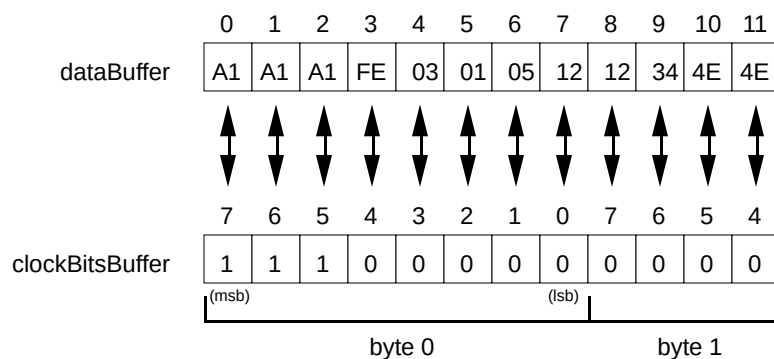 0 1 2 3 4 5 6 7 8 9 10 11
dataBuffer A1 A1 A1 FE 03 01 05 12 12 34 4E 4E
7 6 5 4 3 2 1 0 7 6 5 4
clockBitsBuffer 1 1 1 0 0 0 0 0 0 0 0 0
(msb) (lsb)
byte 0 byte 1